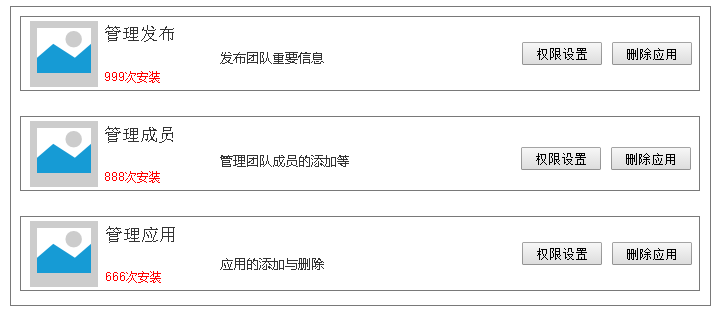 管理发布
999次安装
发布团队重要信息
权限设置
删除应用
管理成员
888次安装
管理团队成员的添加等
权限设置
删除应用
管理应用
666次安装
应用的添加与删除
权限设置
删除应用